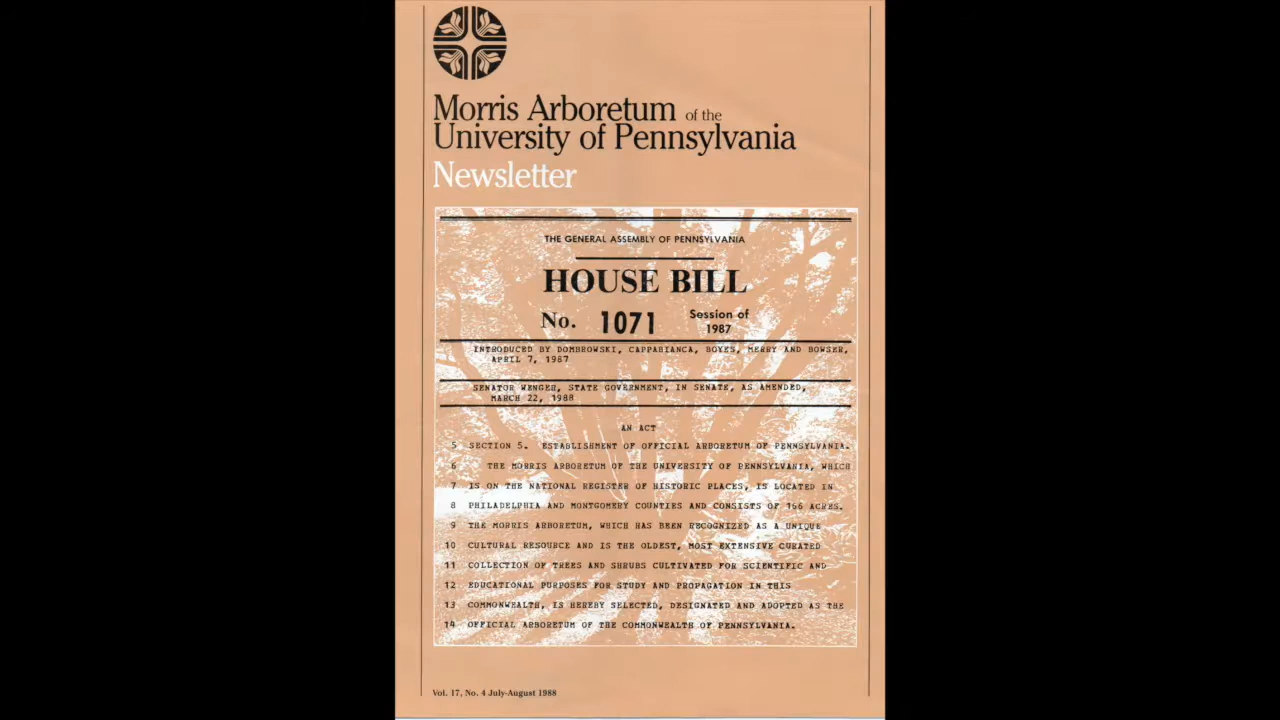 Morris Arboretum of the
University of Pennsylvania
Newsletter
THE GENERAL ASSEMBLY OF PENNSYLVANIA
HOUSE BILL
No. 1071 Session of
1987
INTRODUCED BY DOMBROWSKI, CAPPABIANCA, BOYES, MERRY AND BOWSER,
APRIL 7, 1987
SENATOR WENGER, STATE GOVERNMENT, IN SENATE, AS AMENDED,
MARCH 22, 1988
AN ACT
5 SECTION 5. ESTABLISHMENT OF OFFICIAL ARBORETUM OF PENNSYLVANIA.
6 THE MORRIS ARBORETUM OF THE UNIVERSITY OF PENNSYLVANIA, WHICH
7 IS ON THE NATIONAL REGISTER OF HISTORIC PLACES, IS LOCATED IN
8 PHILADELPHIA AND MONTGOMERY COUNTIES AND CONSISTS OF 166 ACRES.
9 THE MORRIS ARBORETUM, WHICH HAS BEEN RECOGNIZED AS A UNIQUE
10 CULTURAL RESOURCE AND IS THE OLDEST, MOST EXTENSIVE CURATED
11 COLLECTION OF TREES AND SHRUBS CULTIVATED FOR SCIENTIFIC AND
12 EDUCATIONAL PURPOSES FOR STUDY AND PROPAGATION IN THIS
13 COMMONWEALTH, IS HEREBY SELECTED, DESIGNATED AND ADOPTED AS THE
14 OFFICIAL ARBORETUM OF THE COMMONWEALTH OF PENNSYLVANIA.
Vol. 17, No. 4 July-August 1988